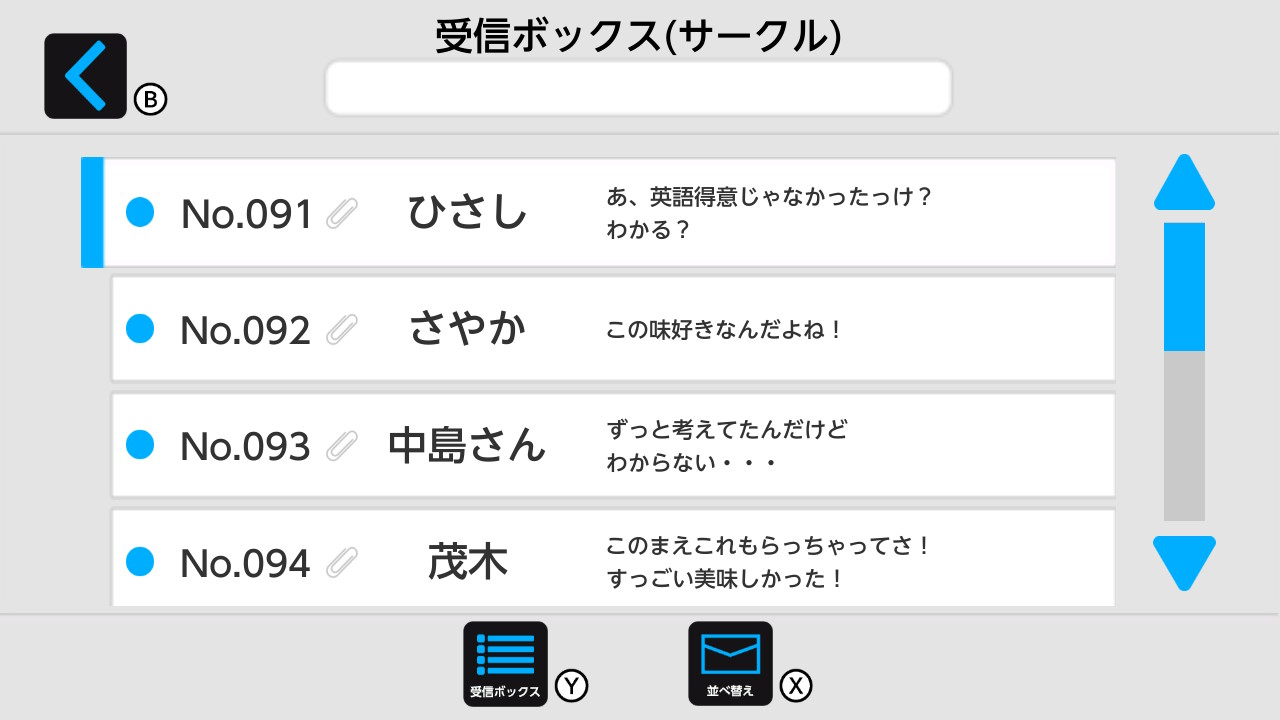 受信ボックス(サークル)
B
No.091 ひさし
あ、英語得意じゃなかったっけ？
わかる？
No.092 さやか
この味好きなんだよね！
No.093 中島さん
ずっと考えてたんだけど
わからない・・・
No.094 茂木
このまえこれもらっちゃってさ！
すっごい美味しかった！
受信ボックス Y
並べ替え X